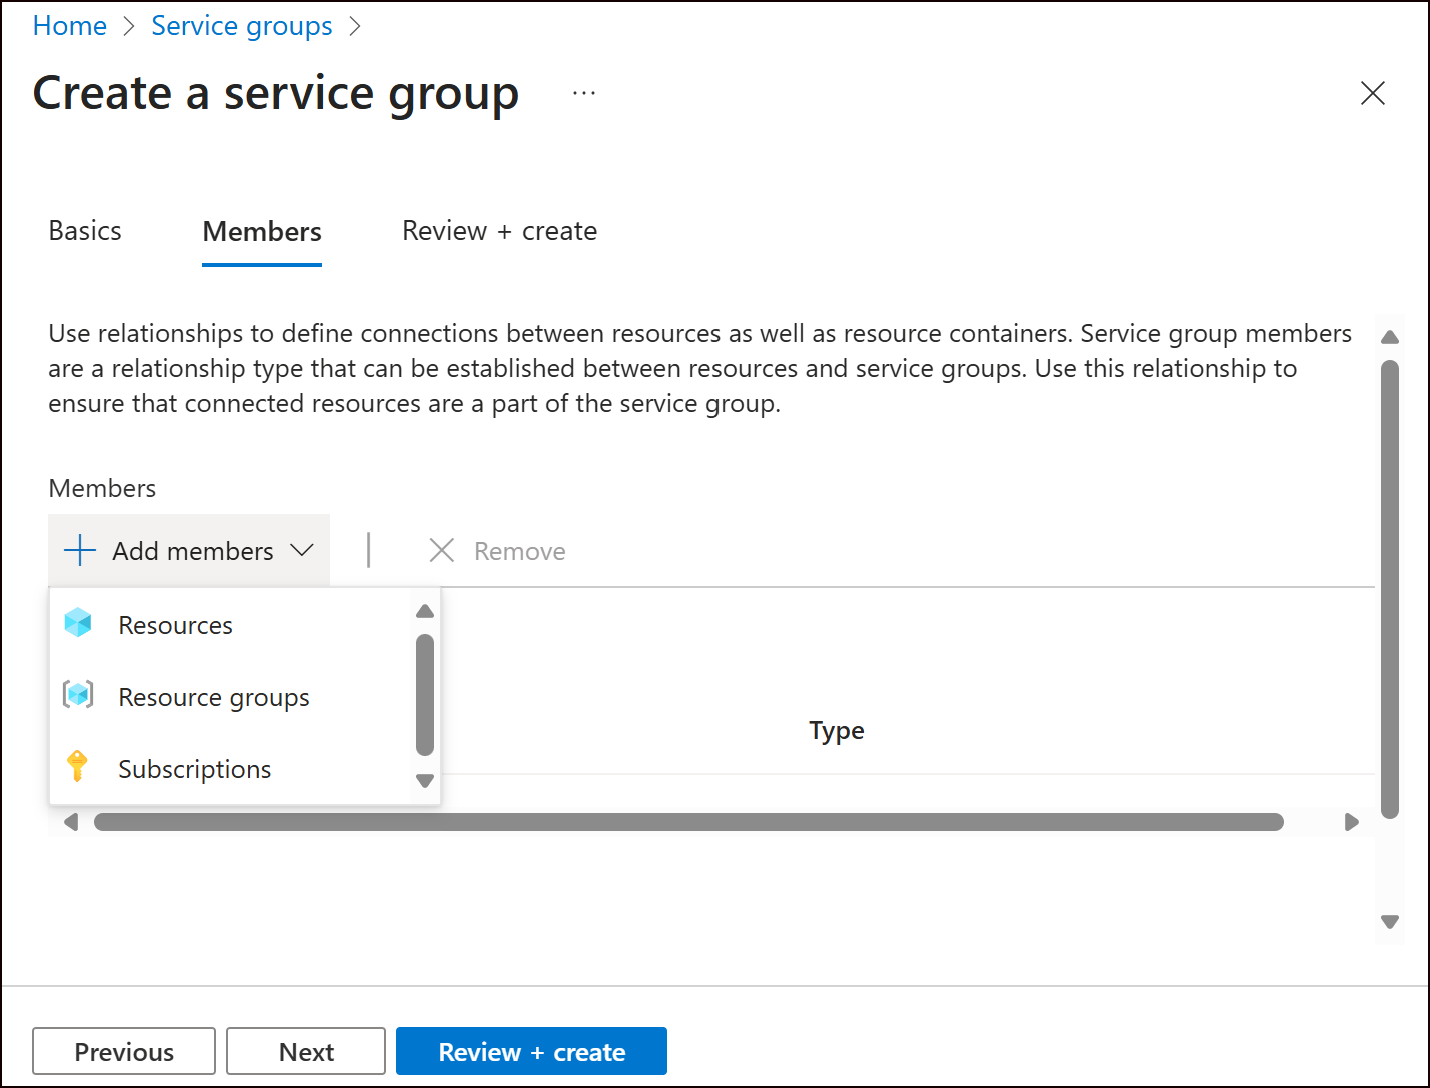 Home > Service groups >
Create a service group ...
Basics Members Review + create
Use relationships to define connections between resources as well as resource containers. Service group members
are a relationship type that can be established between resources and service groups. Use this relationship to
ensure that connected resources are a part of the service group.
Members
Add members | Remove
Resources
Resource groups
Type
Subscriptions
Previous Next Review + create